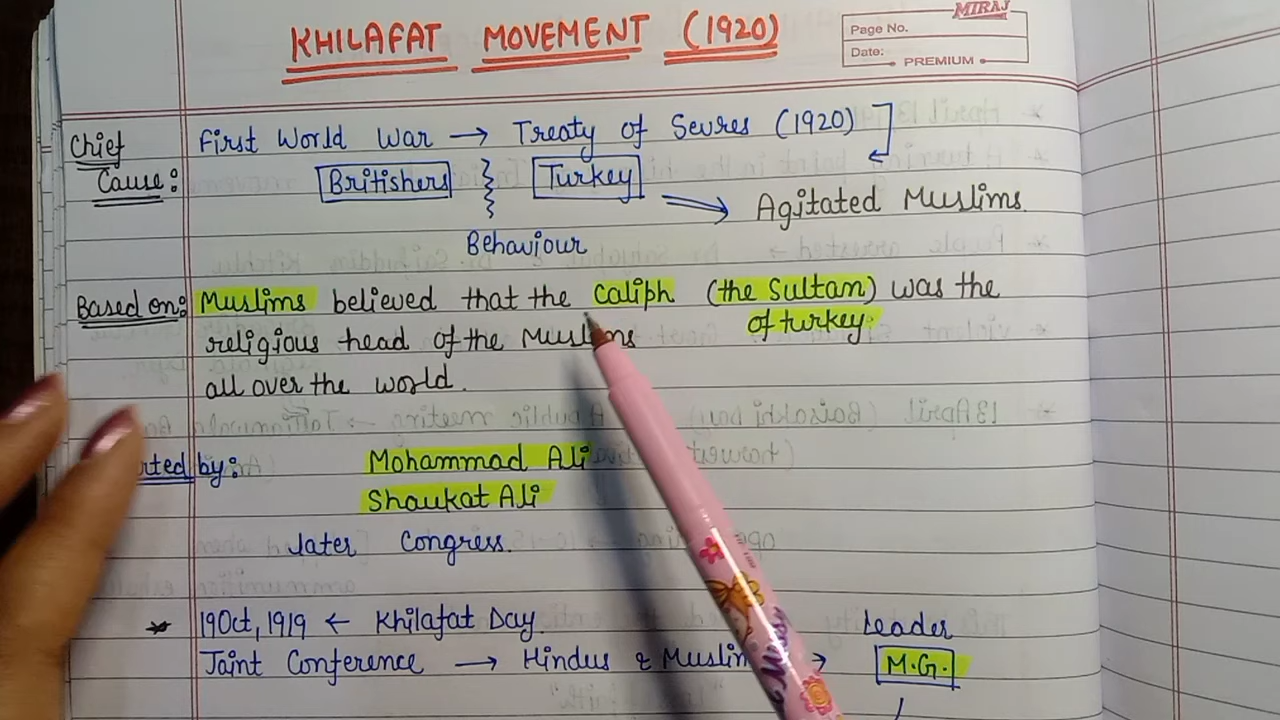 KHILAFAT MOVEMENT (1920)
MIRAJ
Page No.
Date:
PREMIUM
Chief Cause:
First World War → Treaty of Sevres (1920)
Britishers Turkey
Behaviour
⇒ Agitated Muslims
Based on: Muslims believed that the Caliph (the Sultan) was the
of turkey
religious head of the Muslims
all over the world.
by: Mohammad Ali
Shaukat Ali
later Congress.
* 19 Oct, 1919 ← Khilafat Day.
Leader
Joint Conference → Hindus & Muslim → M.G.